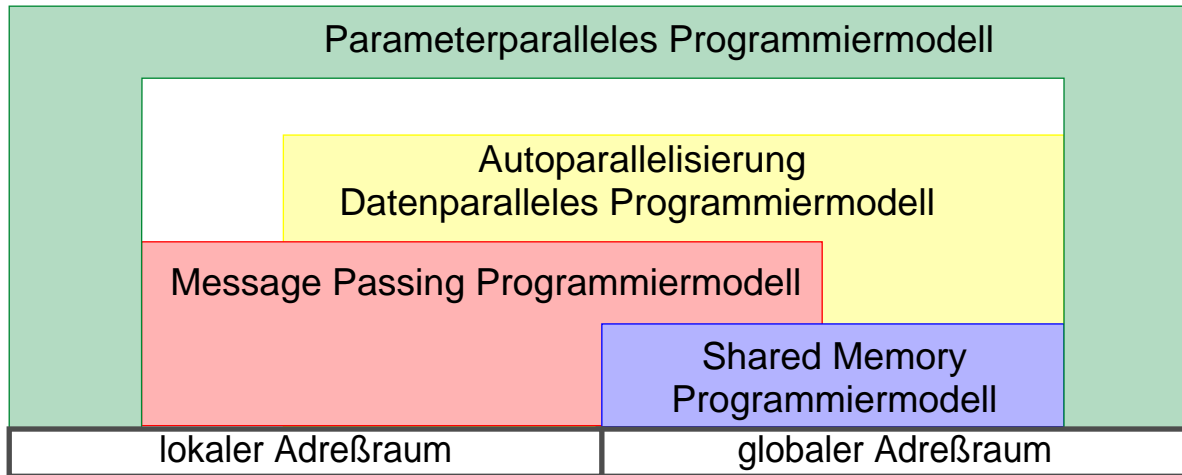 Parameterparalleles Programmiermodell
Autoparallelisierung
Datenparalleles Programmiermodell
Message Passing Programmiermodell
Shared Memory
Programmiermodell
lokaler Adreßraum
globaler Adreßraum